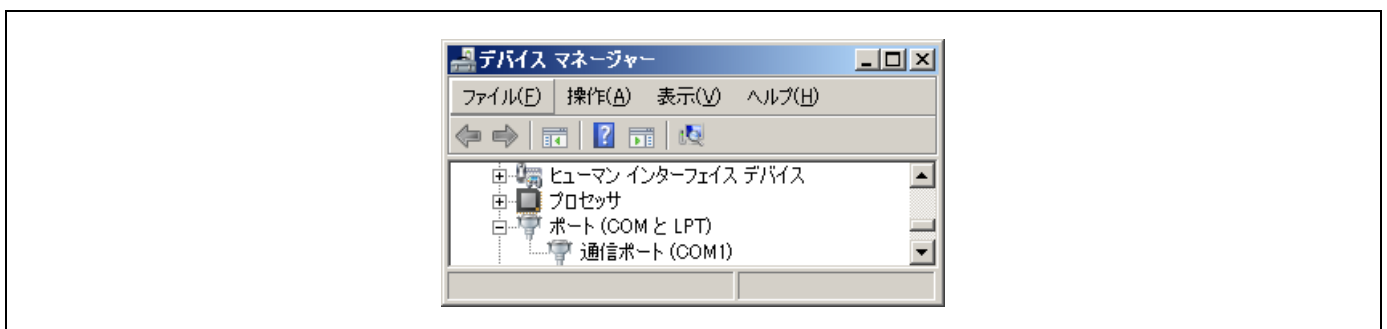 デバイス マネージャー
ファイル(F) 操作(A) 表示(V) ヘルプ(H)
ヒューマン インターフェイス デバイス
プロセッサ
ポート (COM と LPT)
通信ポート (COM1)